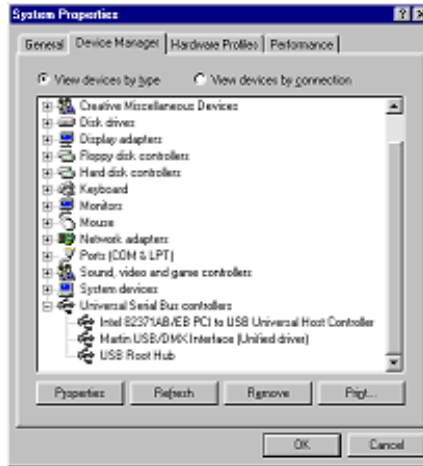 System Properties
General Device Manager Hardware Profiles Performance
View devices by type View devices by connection
Creative Miscellaneous Devices
Disk drives
Display adapters
Floppy disk controllers
Hard disk controllers
Keyboard
Monitors
Mouse
Network adapters
Ports (COM & LPT)
Sound, video and game controllers
System devices
Universal Serial Bus controllers
Intel 82371AB/EB PCI to USB Universal Host Controller
Martin USB/DMX Interface (Unified driver)
USB Root Hub
Properties Refresh Remove Print...
OK Cancel